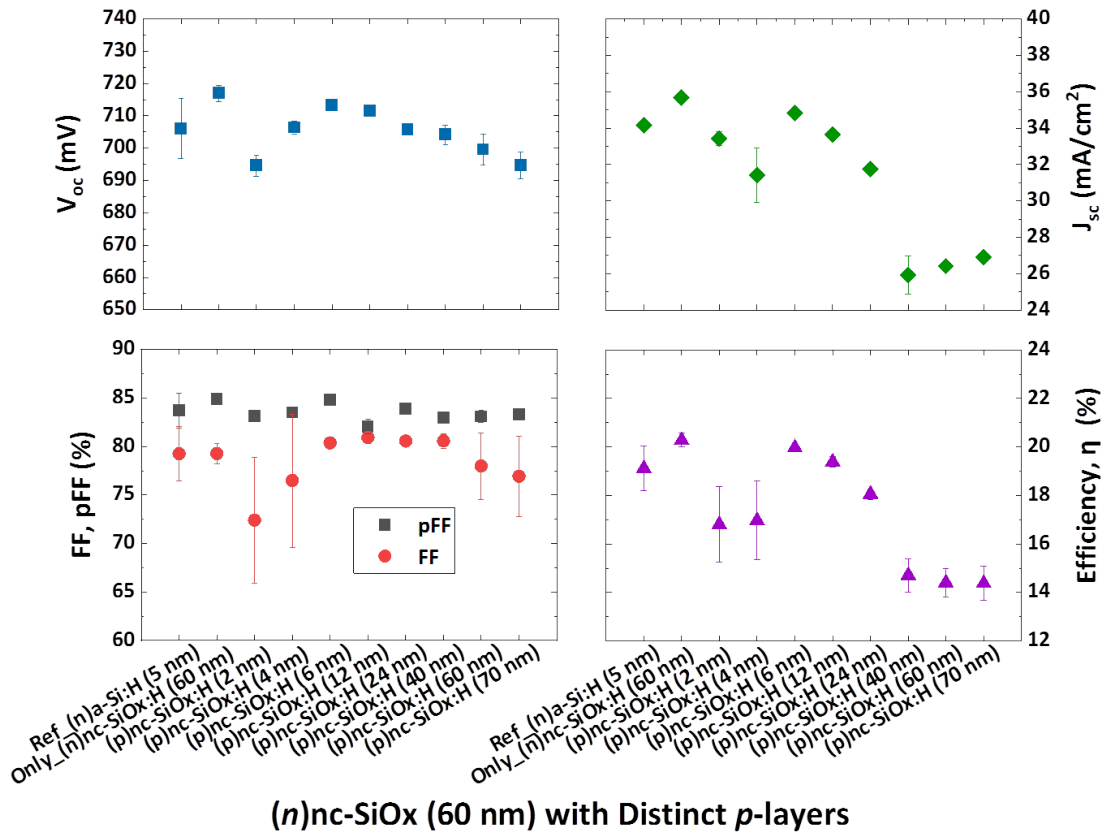 740
730
720
710
700
690
680
670
660
650
Voc (mV)
40
38
36
34
32
30
28
26
24
Jsc (mA/cm2)
90
85
80
75
70
65
60
FF, pFF (%)
pFF
FF
24
22
20
18
16
14
12
Efficiency, η (%)
Ref_(n)a-Si:H (5 nm)
Only_(n)nc-SiOx:H (60 nm)
(p)nc-SiOx:H (2 nm)
(p)nc-SiOx:H (4 nm)
(p)nc-SiOx:H (6 nm)
(p)nc-SiOx:H (12 nm)
(p)nc-SiOx:H (24 nm)
(p)nc-SiOx:H (40 nm)
(p)nc-SiOx:H (60 nm)
(p)nc-SiOx:H (70 nm)
Ref_(n)a-Si:H (5 nm)
Only_(n)nc-SiOx:H (60 nm)
(p)nc-SiOx:H (2 nm)
(p)nc-SiOx:H (4 nm)
(p)nc-SiOx:H (6 nm)
(p)nc-SiOx:H (12 nm)
(p)nc-SiOx:H (24 nm)
(p)nc-SiOx:H (40 nm)
(p)nc-SiOx:H (60 nm)
(p)nc-SiOx:H (70 nm)
(n)nc-SiOx (60 nm) with Distinct p-layers